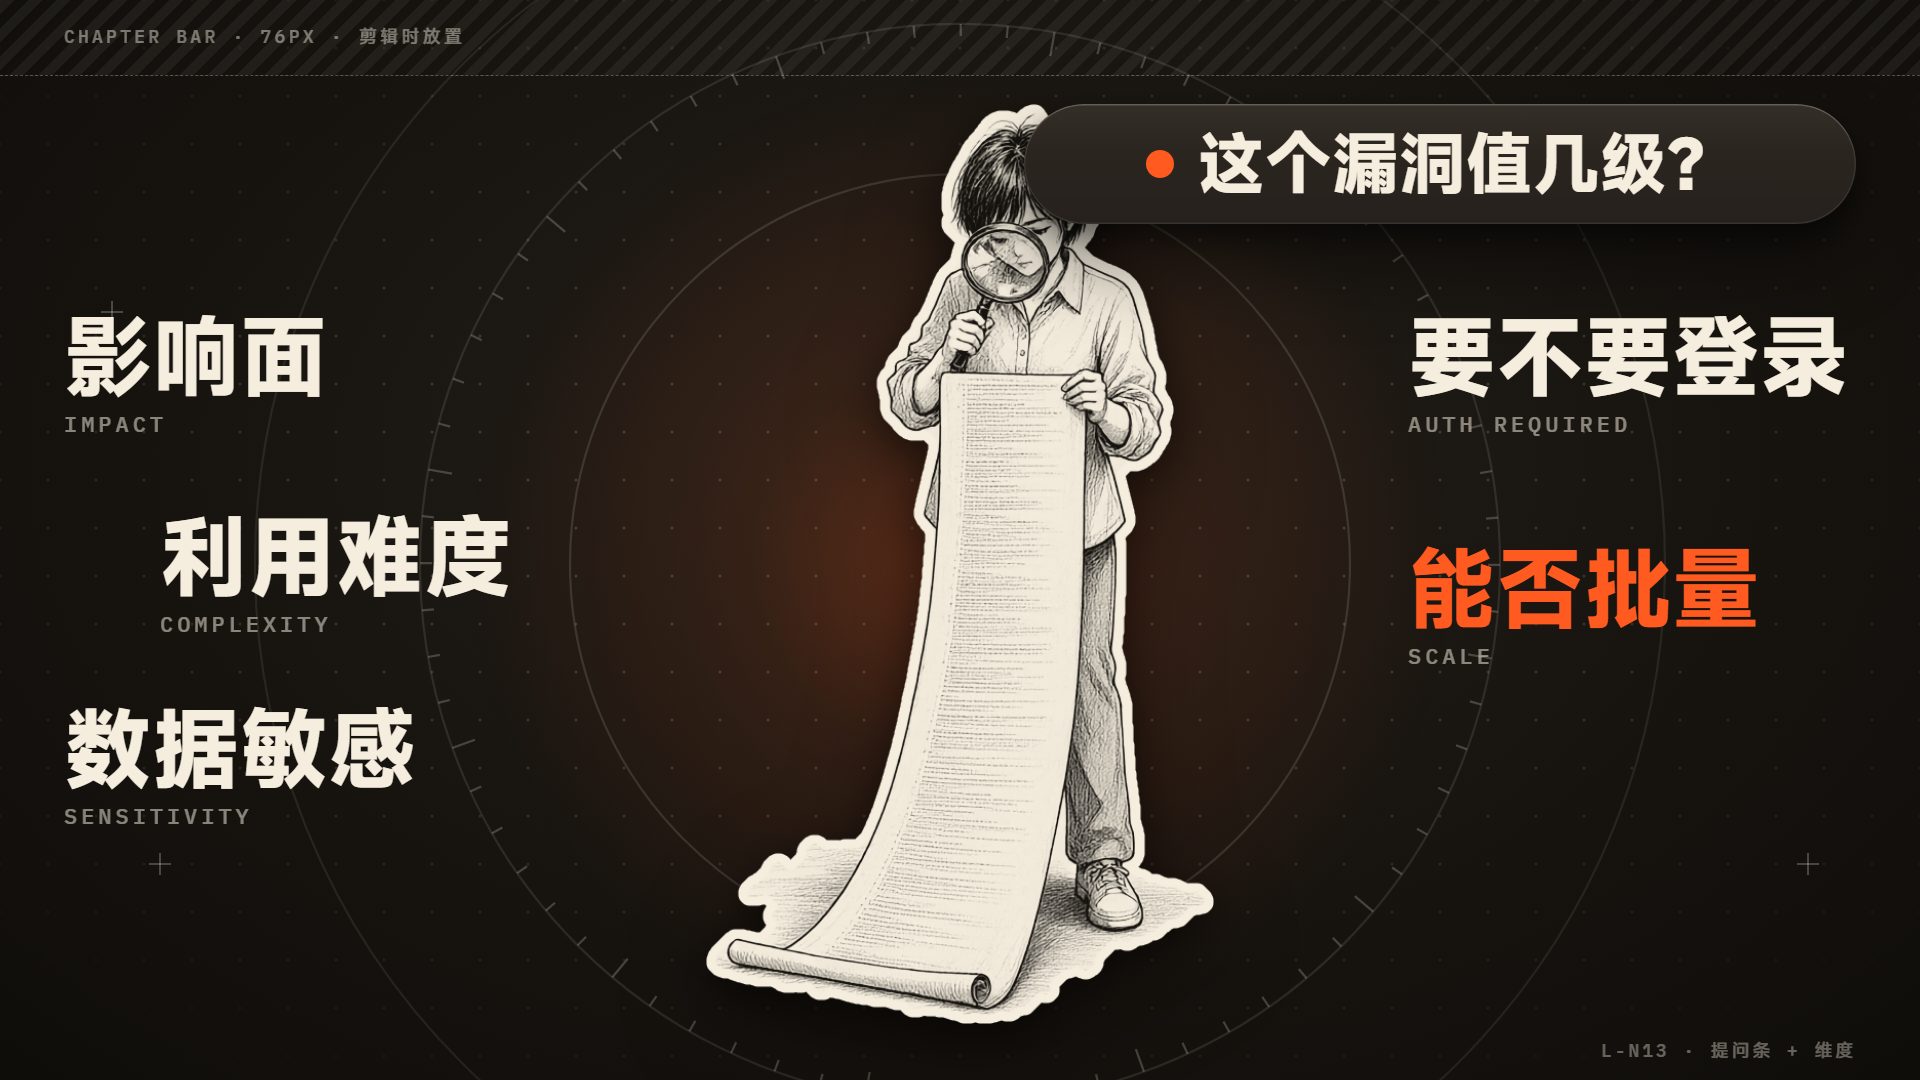 CHAPTER BAR · 76PX · 剪辑时放置
这个漏洞值几级?
影响面
IMPACT
利用难度
COMPLEXITY
数据敏感
SENSITIVITY
要不要登录
AUTH REQUIRED
能否批量
SCALE
L-N13 · 提问条 + 维度